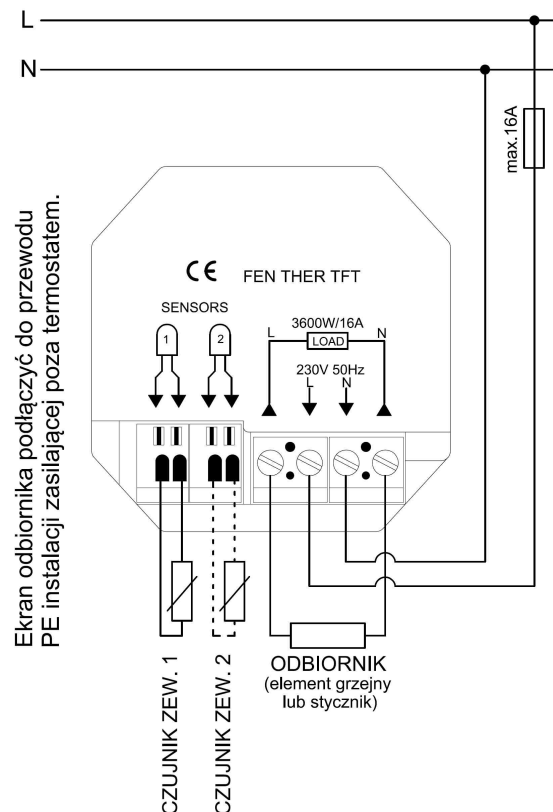 L
N
max.16A
Ekran odbiornika podłączyć do przewodu
PE instalacji zasilającej poza termostatem.
CE FEN THER TFT
SENSORS
1 2
3600W/16A
L LOAD N
230V 50Hz
L N
ODBIORNIK
(element grzejny
lub stycznik)
CZUJNIK ZEW. 1
CZUJNIK ZEW. 2